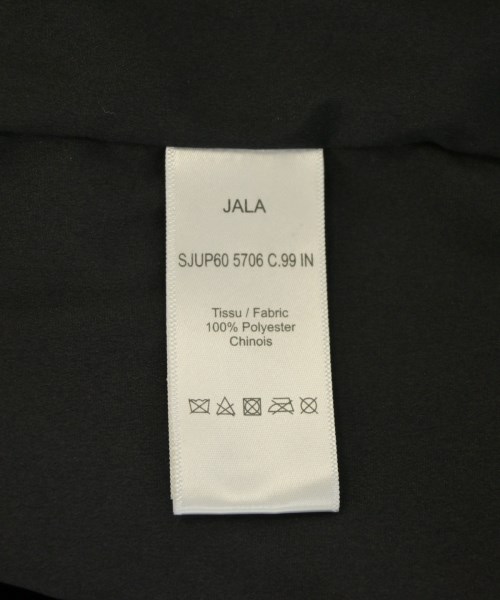 JALA
SJUP60 5706 C.99 IN
Tissu / Fabric
100% Polyester
Chinois